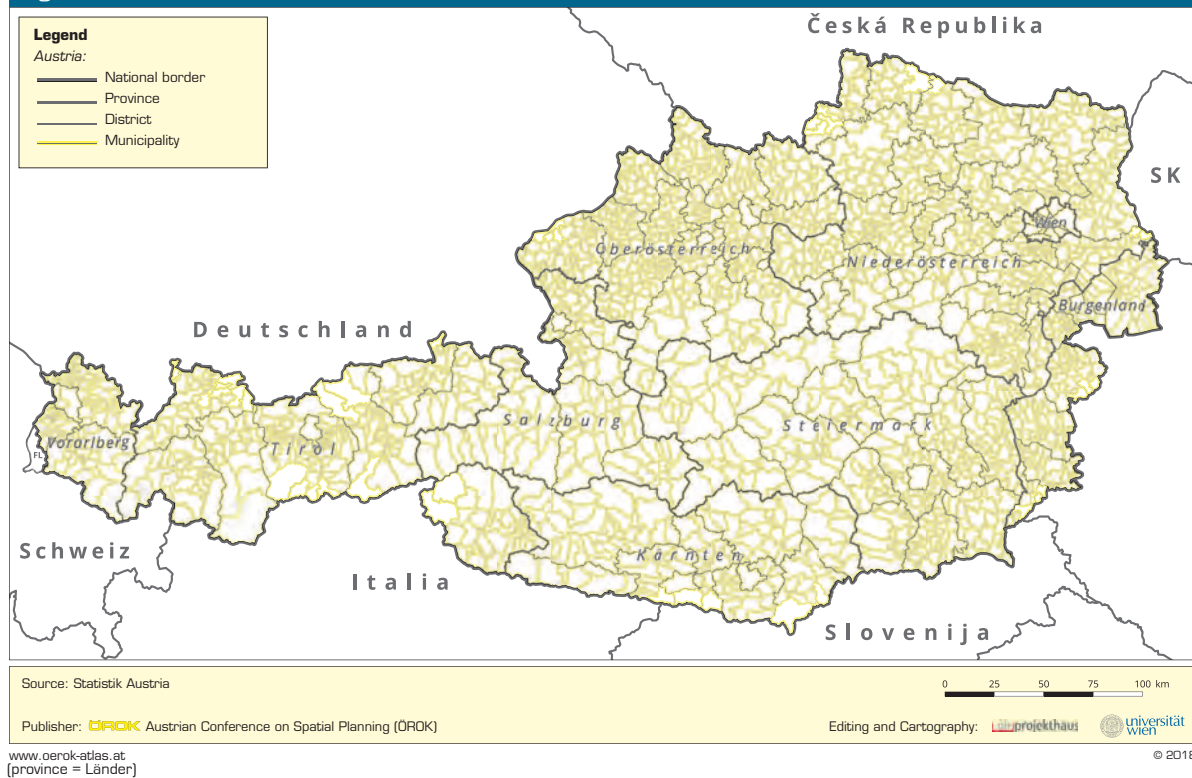 Legend
Austria:
National border
Province
District
Municipality
Česká Republika
SK
Wien
Oberösterreich
Niederösterreich
Burgenland
Deutschland
Salzburg
Steiermark
Vorarlberg
Tirol
FL
Kärnten
Schweiz
Italia
Slovenija
Source: Statistik Austria
0 25 50 75 100 km
Publisher: ÖROK Austrian Conference on Spatial Planning (ÖROK)
Editing and Cartography: projekthaus universität wien
www.oerok-atlas.at
© 2018
(province = Länder)